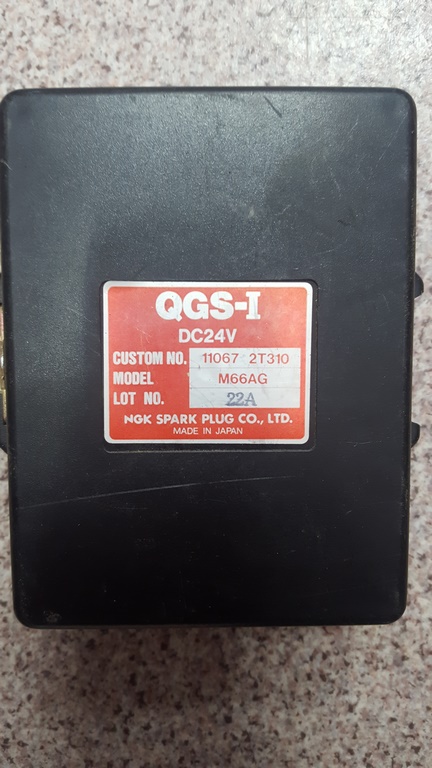 QGS-I
DC24V
CUSTOM NO. 11067 2T310
MODEL M66AG
LOT NO. 22A
NGK SPARK PLUG CO., LTD.
MADE IN JAPAN